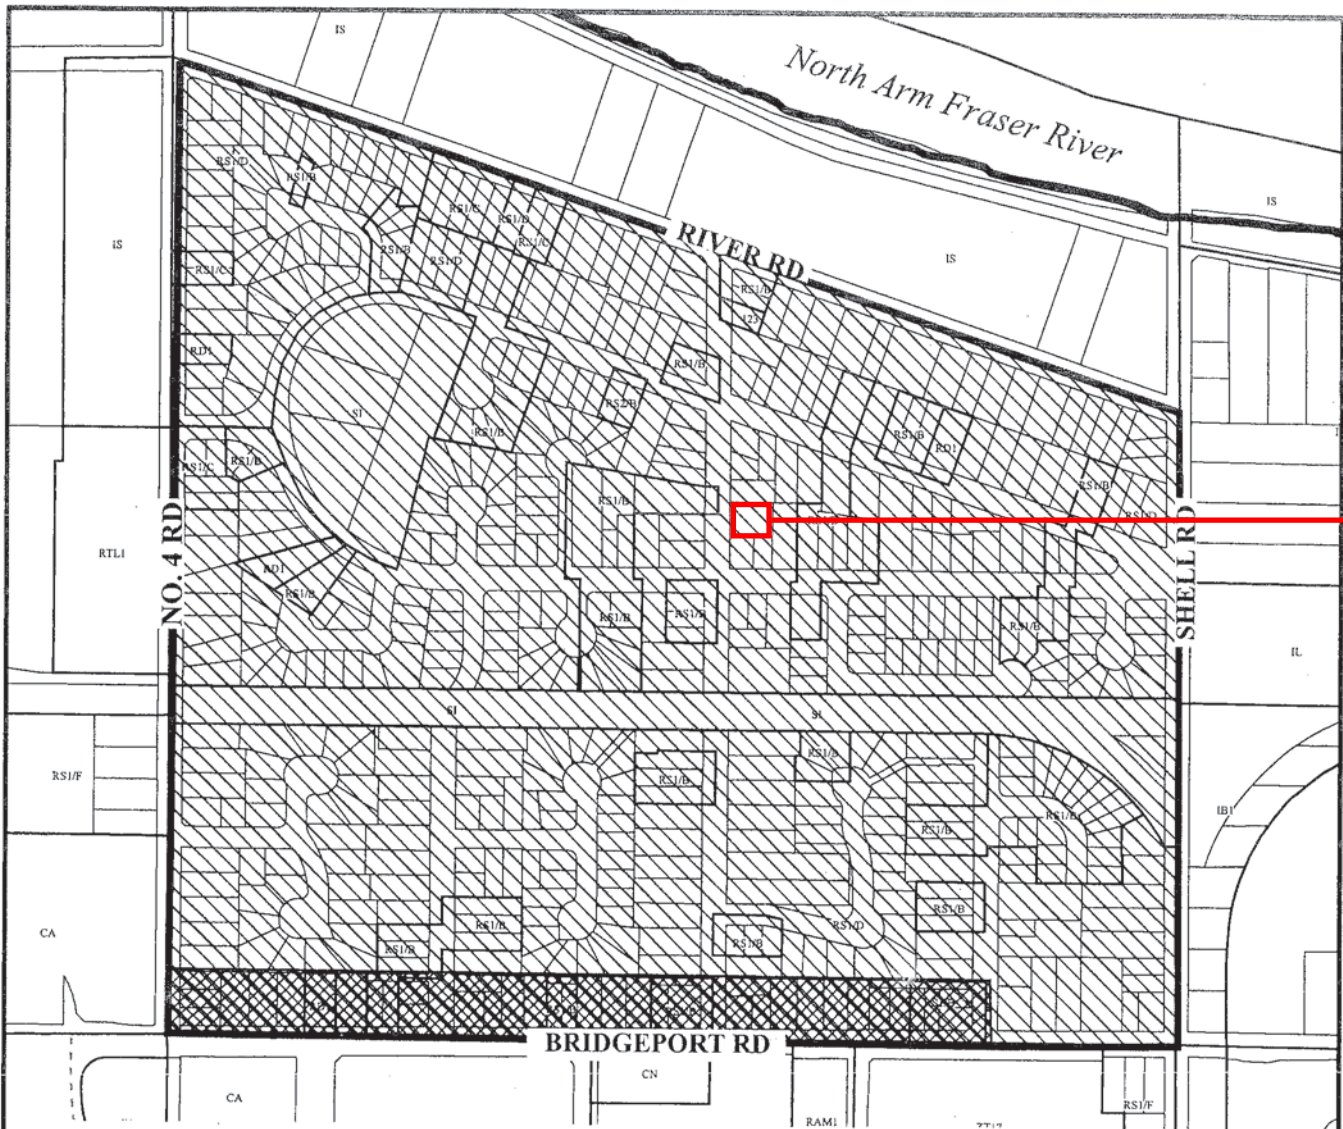 IS
North Arm Fraser River
IS
RS1/D
RS1/B
RS1/C
RS1/D
RS1/C
RS1/B
RS1/D
RIVER RD
IS
IS
RS1/C
RS1/B
123
RD1
RS1/B
RS2/B
SI
RS1/B
RS1/B
RD1
RS1/C
RS1/B
RS1/B
RS1/B
RS1/D
NO. 4 RD
RTL1
SHELL RD
RD1
RS1/B
RS1/B
RS1/B
RS1/B
IL
SI
SI
RS1/F
RS1/B
RS1/B
RS1/B
RS1/B
IB1
CA
RS1/B
RS1/B
RS1/B
RS1/D
RS1/B
BRIDGEPORT RD
CA
CN
RAM1
RS1/F